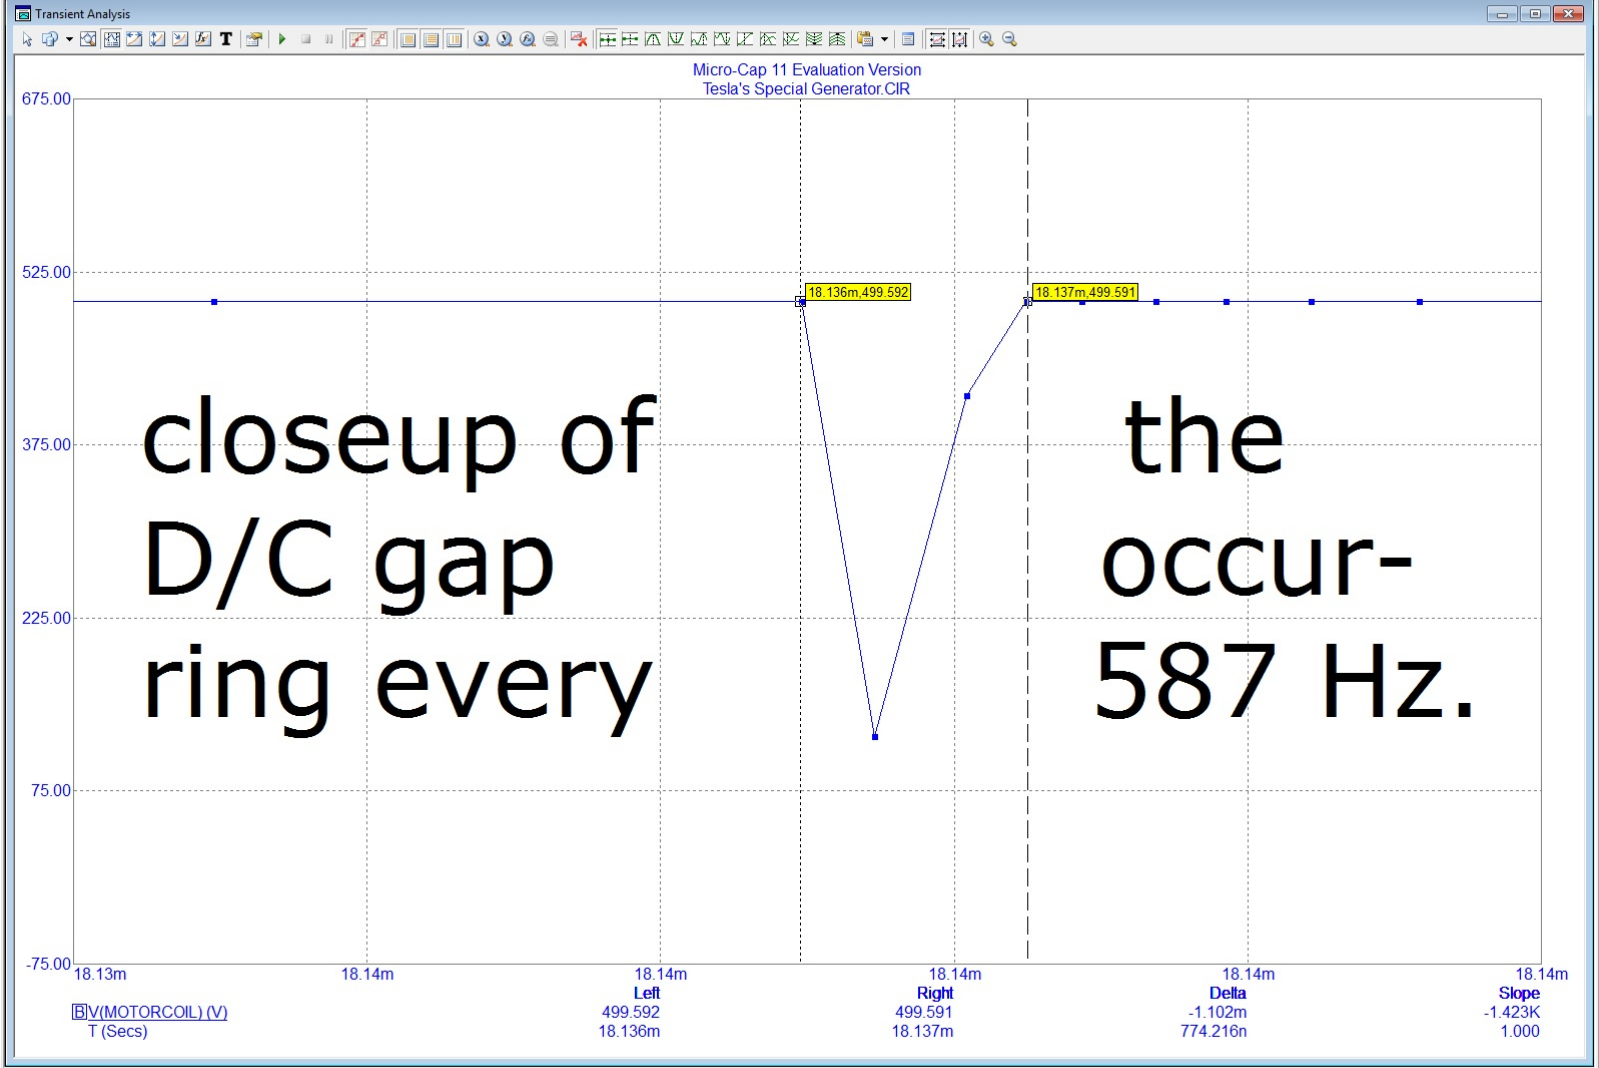 Transient Analysis
T
Micro-Cap 11 Evaluation Version
Tesla's Special Generator.CIR
675.00
525.00
18.136m,499.592
18.137m,499.591
closeup of the
375.00
D/C gap occur-
225.00
ring every 587 Hz.
75.00
-75.00
18.13m 18.14m 18.14m 18.14m 18.14m 18.14m
Left Right Delta Slope
B V(MOTORCOIL) (V) 499.592 499.591 -1.102m -1.423K
T (Secs) 18.136m 18.137m 774.216n 1.000